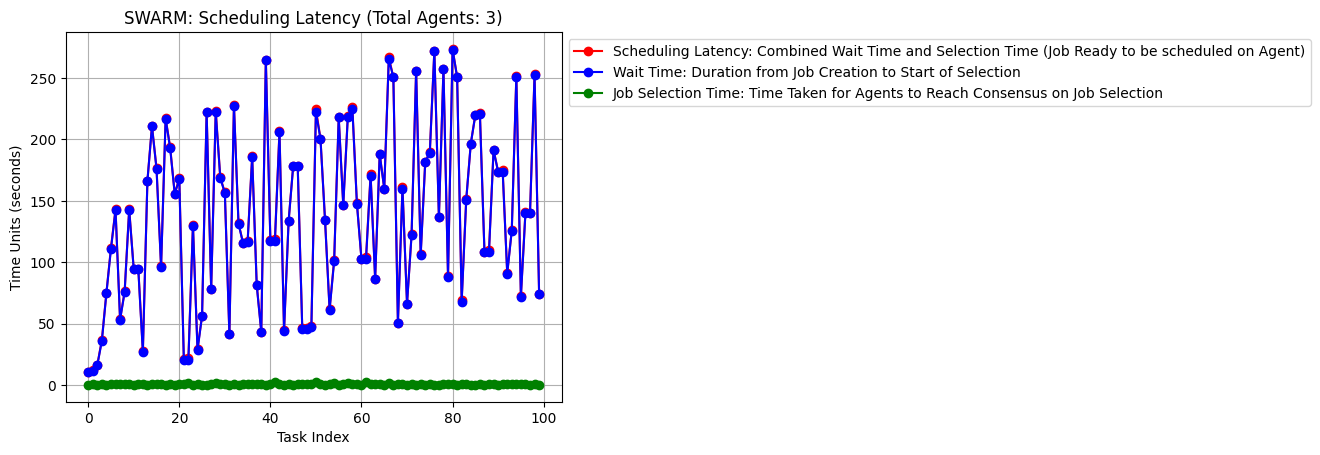 SWARM: Scheduling Latency (Total Agents: 3)
Scheduling Latency: Combined Wait Time and Selection Time (Job Ready to be scheduled on Agent)
Wait Time: Duration from Job Creation to Start of Selection
Job Selection Time: Time Taken for Agents to Reach Consensus on Job Selection
Time Units (seconds)
250
200
150
100
50
0
0 20 40 60 80 100
Task Index